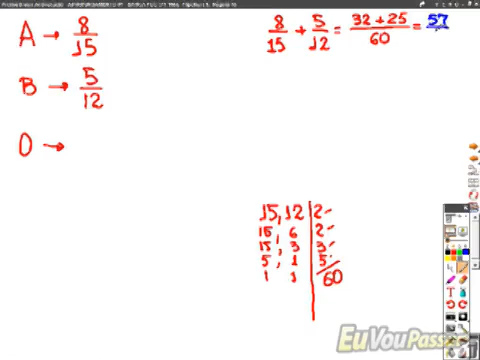 A → 8/15
8/15 + 5/12 = 32+25/60 = 57
B → 5/12
0 →
15, 12 | 2
15, 6 | 2
15, 3 | 3
5, 1 | 5
1 1 | 60
EuVouPassar